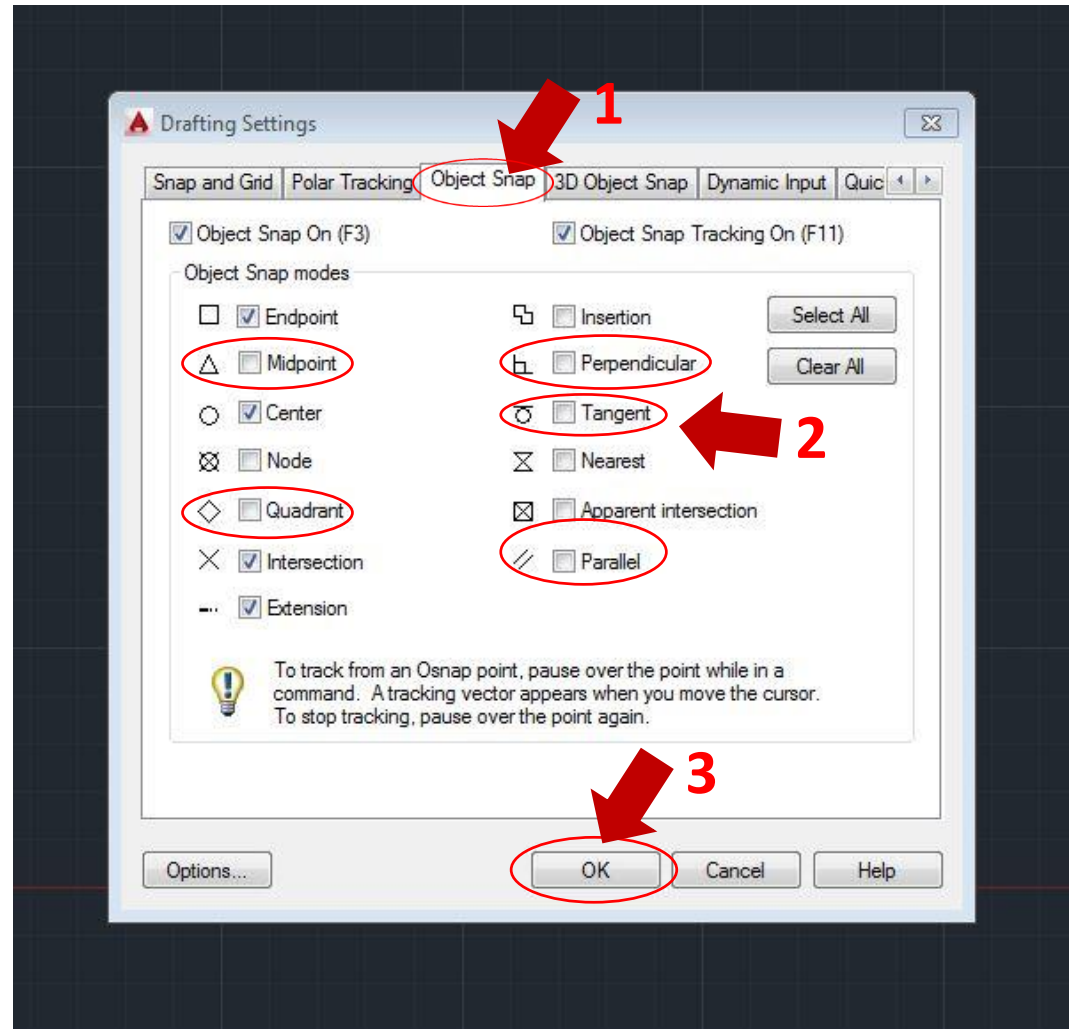 1
Drafting Settings
Snap and Grid Polar Tracking Object Snap 3D Object Snap Dynamic Input Quic
Object Snap On (F3) Object Snap Tracking On (F11)
Object Snap modes
Endpoint Insertion Select All
Midpoint Perpendicular Clear All
Center Tangent
2
Node Nearest
Quadrant Apparent intersection
Intersection Parallel
Extension
To track from an Osnap point, pause over the point while in a
command. A tracking vector appears when you move the cursor.
To stop tracking, pause over the point again.
3
Options... OK Cancel Help